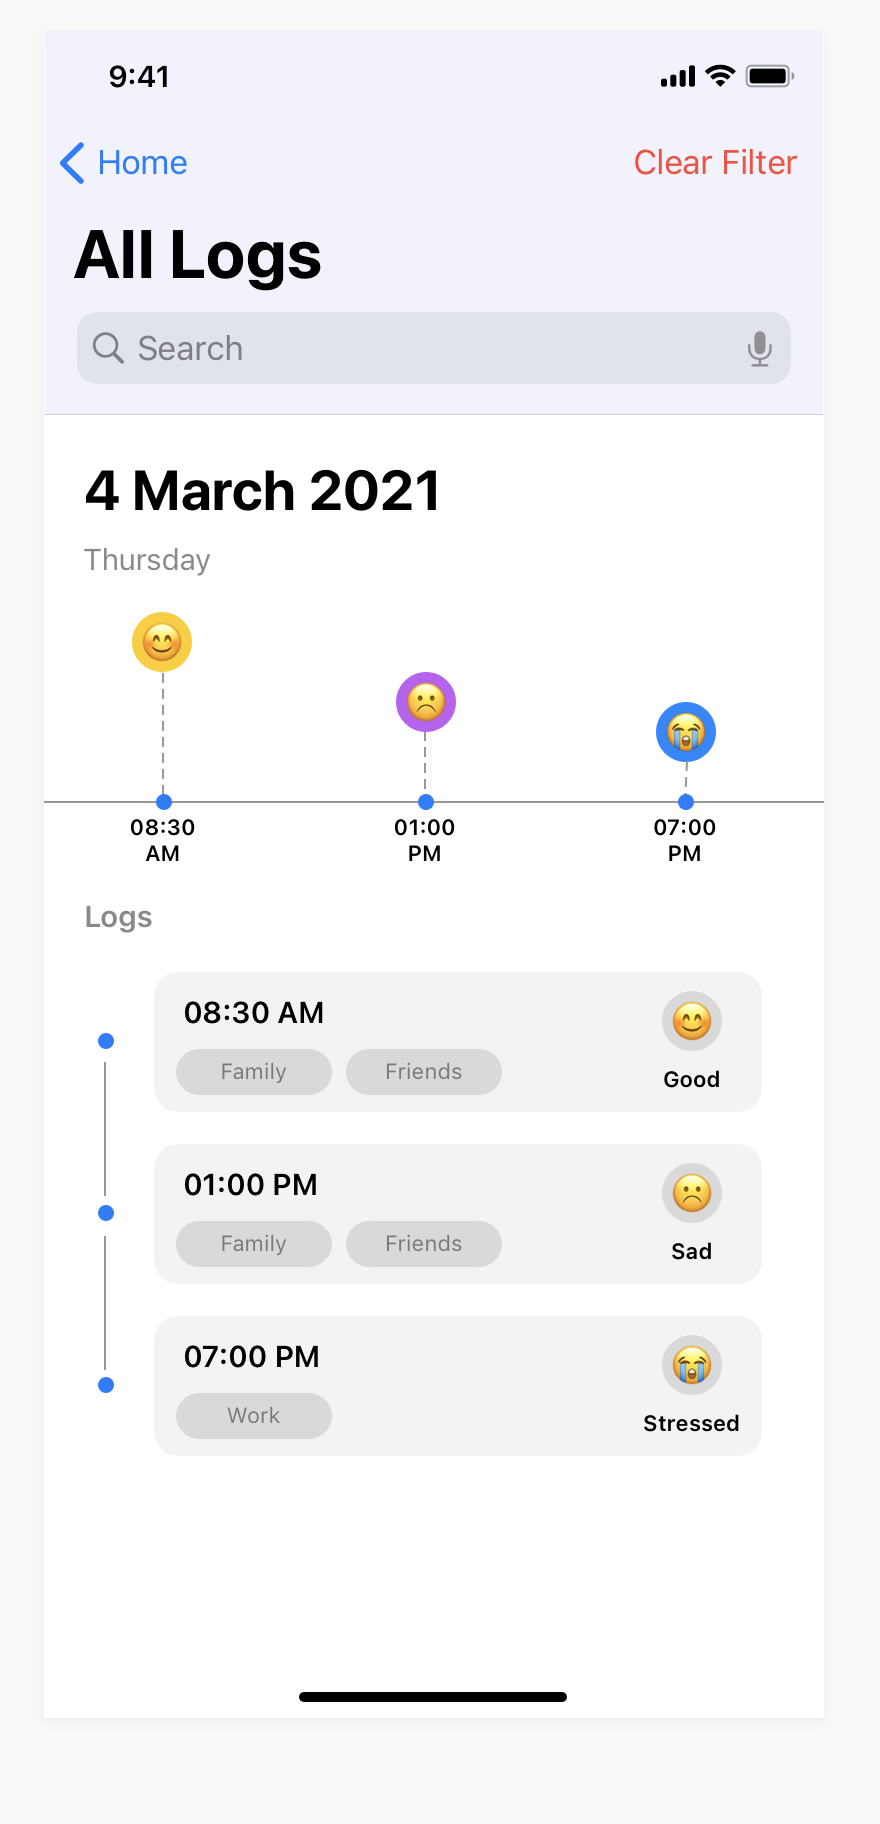 9:41
Home
Clear Filter
All Logs
Search
4 March 2021
Thursday
08:30
AM
01:00
PM
07:00
PM
Logs
08:30 AM
Family
Friends
Good
01:00 PM
Family
Friends
Sad
07:00 PM
Work
Stressed